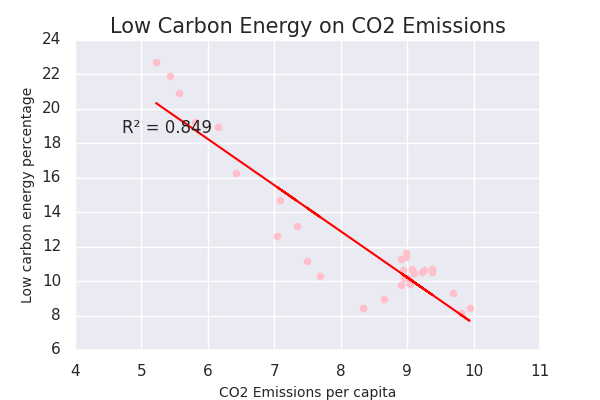 Low Carbon Energy on CO2 Emissions
24
22
20
18
16
14
12
10
8
6
Low carbon energy percentage
R² = 0.849
4 5 6 7 8 9 10 11
CO2 Emissions per capita